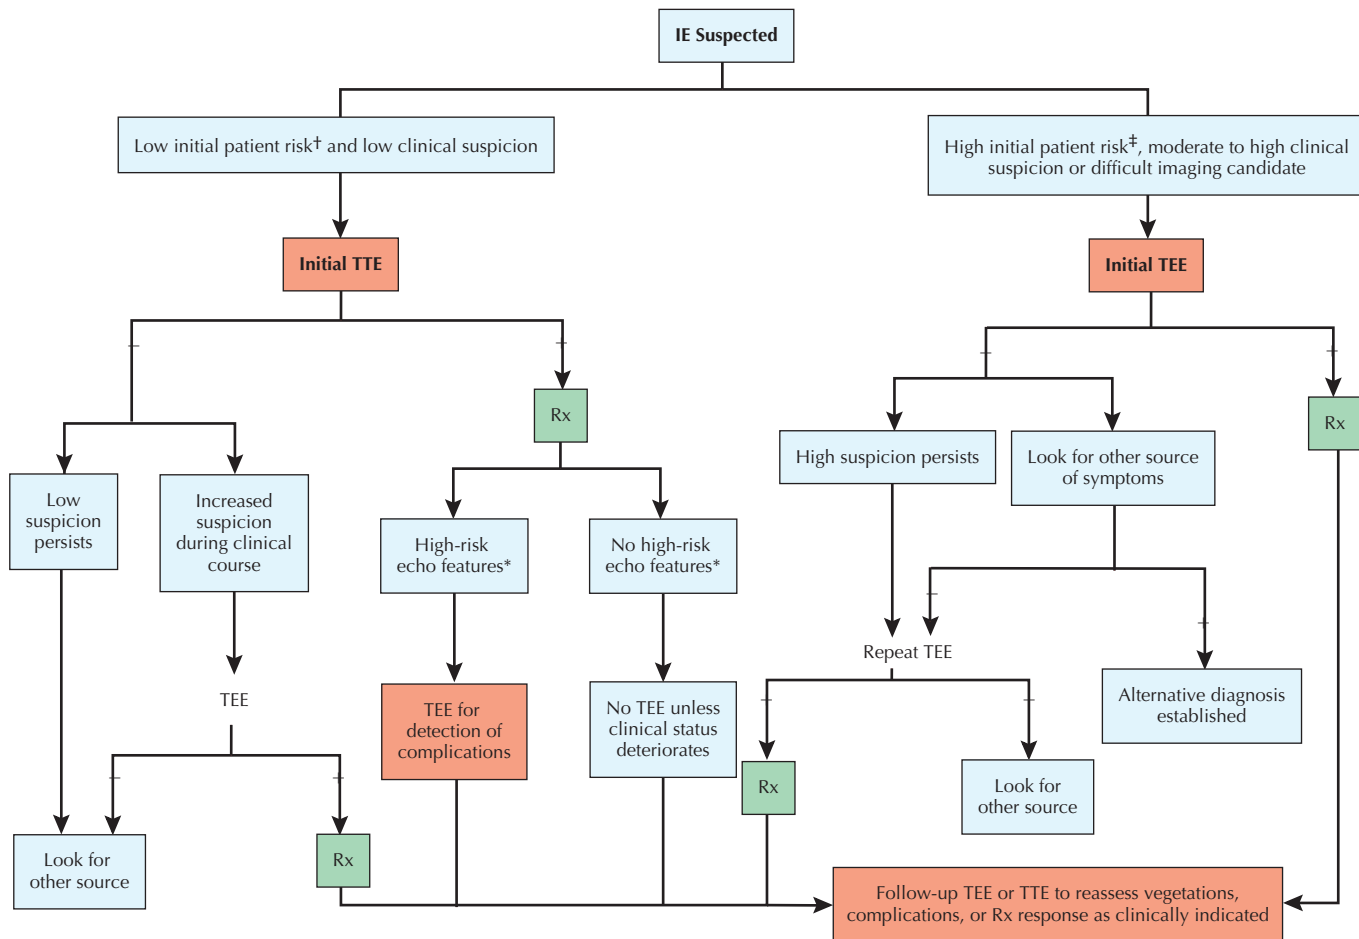 IE Suspected
Low initial patient risk† and low clinical suspicion
High initial patient risk‡, moderate to high clinical
suspicion or difficult imaging candidate
Initial TTE
Initial TEE
Rx
Rx
High suspicion persists
Look for other source
of symptoms
Low
suspicion
persists
Increased
suspicion
during clinical
course
High-risk
echo features*
No high-risk
echo features*
Repeat TEE
TEE
TEE for
detection of
complications
No TEE unless
clinical status
deteriorates
Alternative diagnosis
established
Rx
Look for
other source
Look for
other source
Rx
Follow-up TEE or TTE to reassess vegetations,
complications, or Rx response as clinically indicated